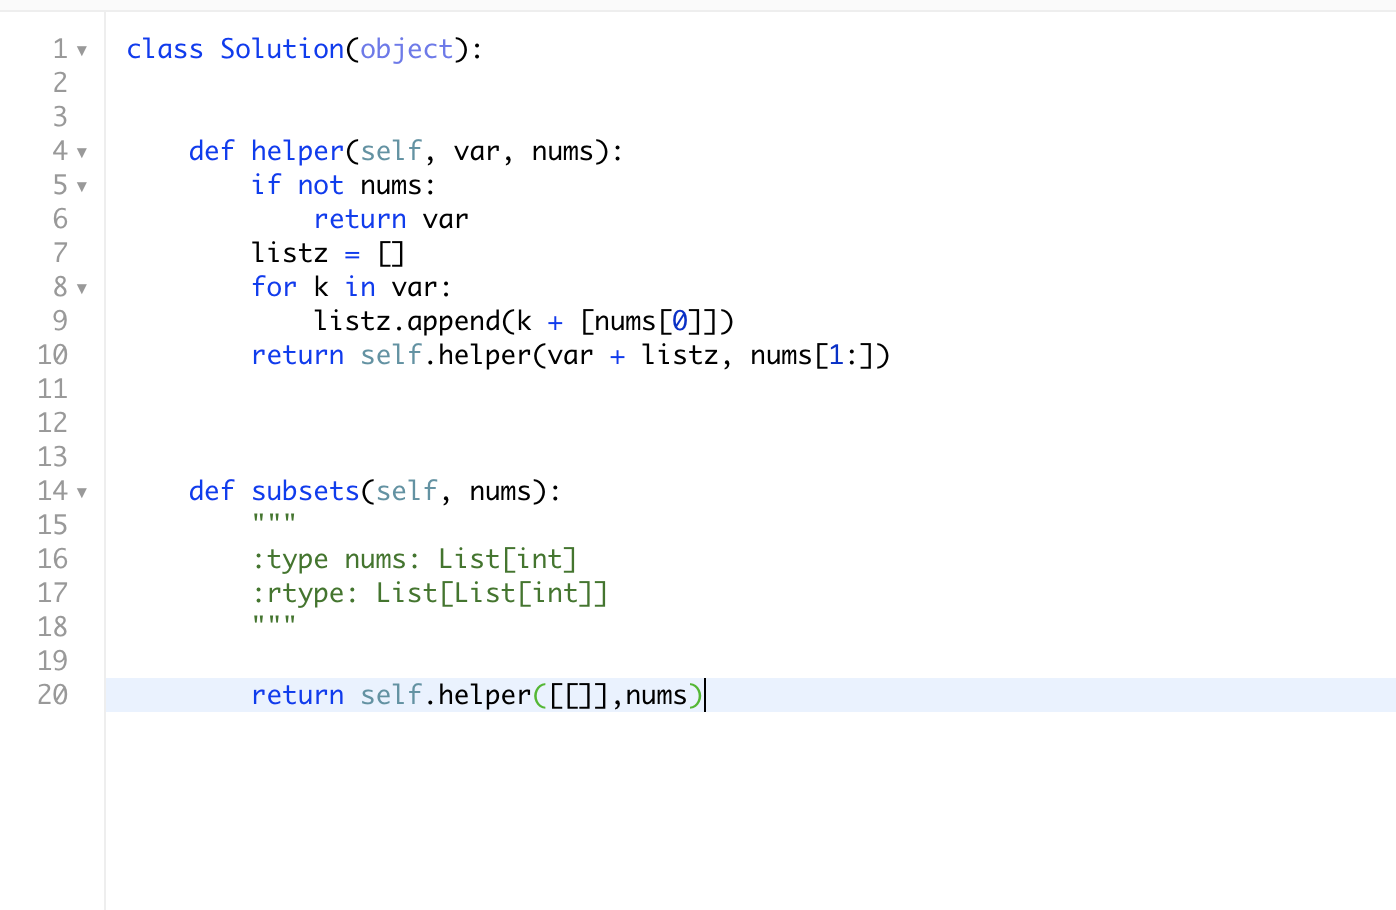 1 class Solution(object):
2
3
4     def helper(self, var, nums):
5         if not nums:
6             return var
7         listz = []
8         for k in var:
9             listz.append(k + [nums[0]])
10         return self.helper(var + listz, nums[1:])
11
12
13
14     def subsets(self, nums):
15         """
16         :type nums: List[int]
17         :rtype: List[List[int]]
18         """
19
20         return self.helper([[]],nums)